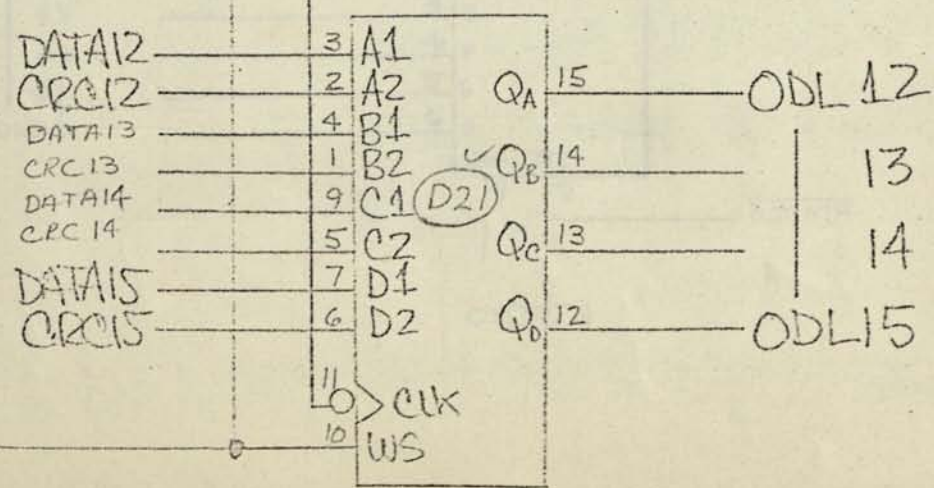 DATA12 3 A1
CRC12 2 A2 QA 15 ODL 12
DATA13 4 B1
CRC13 1 B2 QB 14 13
DATA14 9 C1 D21
CRC14 5 C2 QC 13 14
DATA15 7 D1
CRC15 6 D2 QD 12 ODL15
11 CLK
10 WS